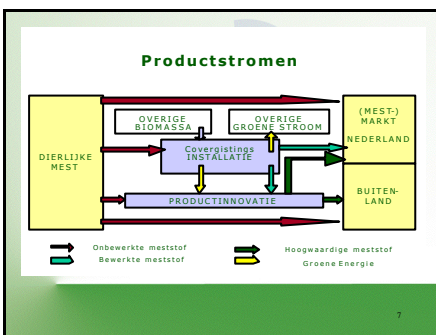 Productstromen
OVERIGE
BIOMASSA
OVERIGE
GROENE STROOM
(MEST-)
MARKT
NEDERLAND
DIERLIJKE
MEST
Covergistings
INSTALLATIE
PRODUCTINNOVATIE
BUITEN-
LAND
Onbewerkte meststof
Hoogwaardige meststof
Bewerkte meststof
Groene Energie
7